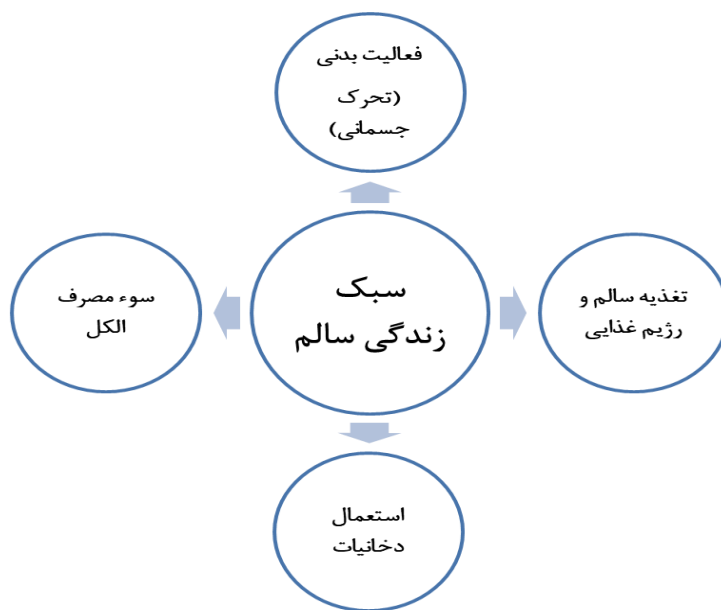 فعالیت بدنی
(تحرک
جسمانی)
سبک
زندگی سالم
تغذیه سالم و
رژیم غذایی
سوء مصرف
الکل
استعمال
دخانیات